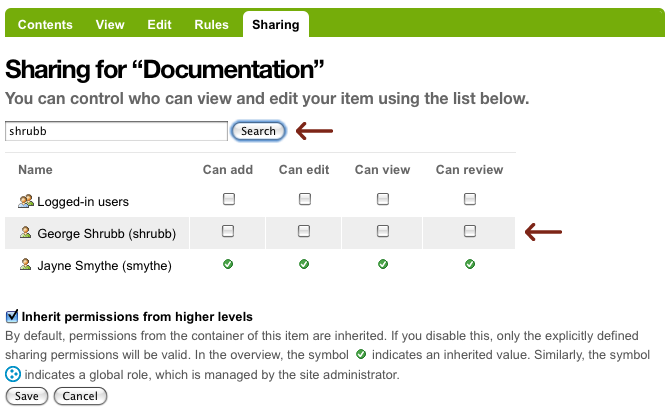 Contents View Edit Rules Sharing
Sharing for “Documentation”
You can control who can view and edit your item using the list below.
shrubb Search
Name Can add Can edit Can view Can review
Logged-in users
George Shrubb (shrubb)
Jayne Smythe (smythe)
Inherit permissions from higher levels
By default, permissions from the container of this item are inherited. If you disable this, only the explicitly defined
sharing permissions will be valid. In the overview, the symbol indicates an inherited value. Similarly, the symbol
indicates a global role, which is managed by the site administrator.
Save Cancel